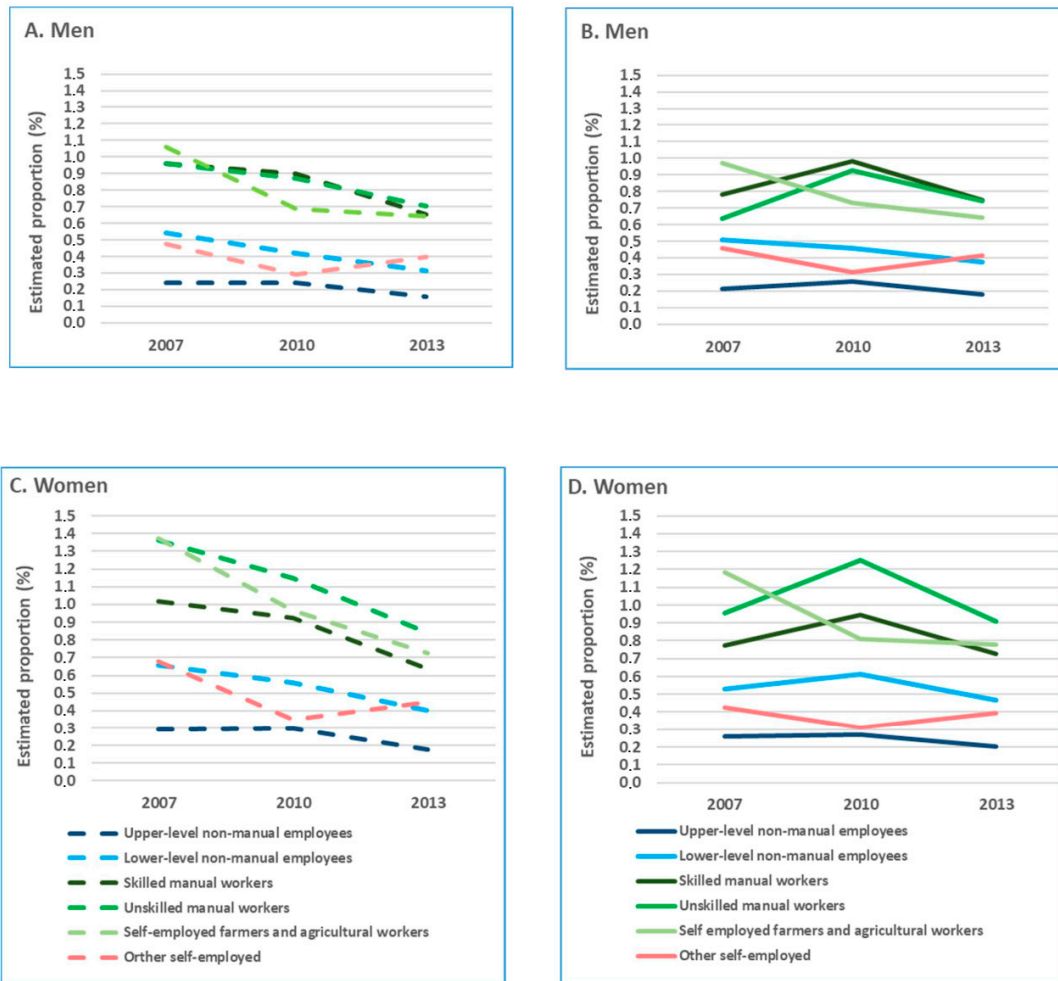 A. Men
Estimated proportion (%)
1.5
1.4
1.3
1.2
1.1
1.0
0.9
0.8
0.7
0.6
0.5
0.4
0.3
0.2
0.1
0.0
2007 2010 2013
B. Men
Estimated proportion (%)
1.5
1.4
1.3
1.2
1.1
1.0
0.9
0.8
0.7
0.6
0.5
0.4
0.3
0.2
0.1
0.0
2007 2010 2013
C. Women
Estimated proportion (%)
1.5
1.4
1.3
1.2
1.1
1.0
0.9
0.8
0.7
0.6
0.5
0.4
0.3
0.2
0.1
0.0
2007 2010 2013
Upper-level non-manual employees
Lower-level non-manual employees
Skilled manual workers
Unskilled manual workers
Self-employed farmers and agricultural workers
Orther self-employed
D. Women
Estimated proportion (%)
1.5
1.4
1.3
1.2
1.1
1.0
0.9
0.8
0.7
0.6
0.5
0.4
0.3
0.2
0.1
0.0
2007 2010 2013
Upper-level non-manual employees
Lower-level non-manual employees
Skilled manual workers
Unskilled manual workers
Self employed farmers and agricultural workers
Other self-employed